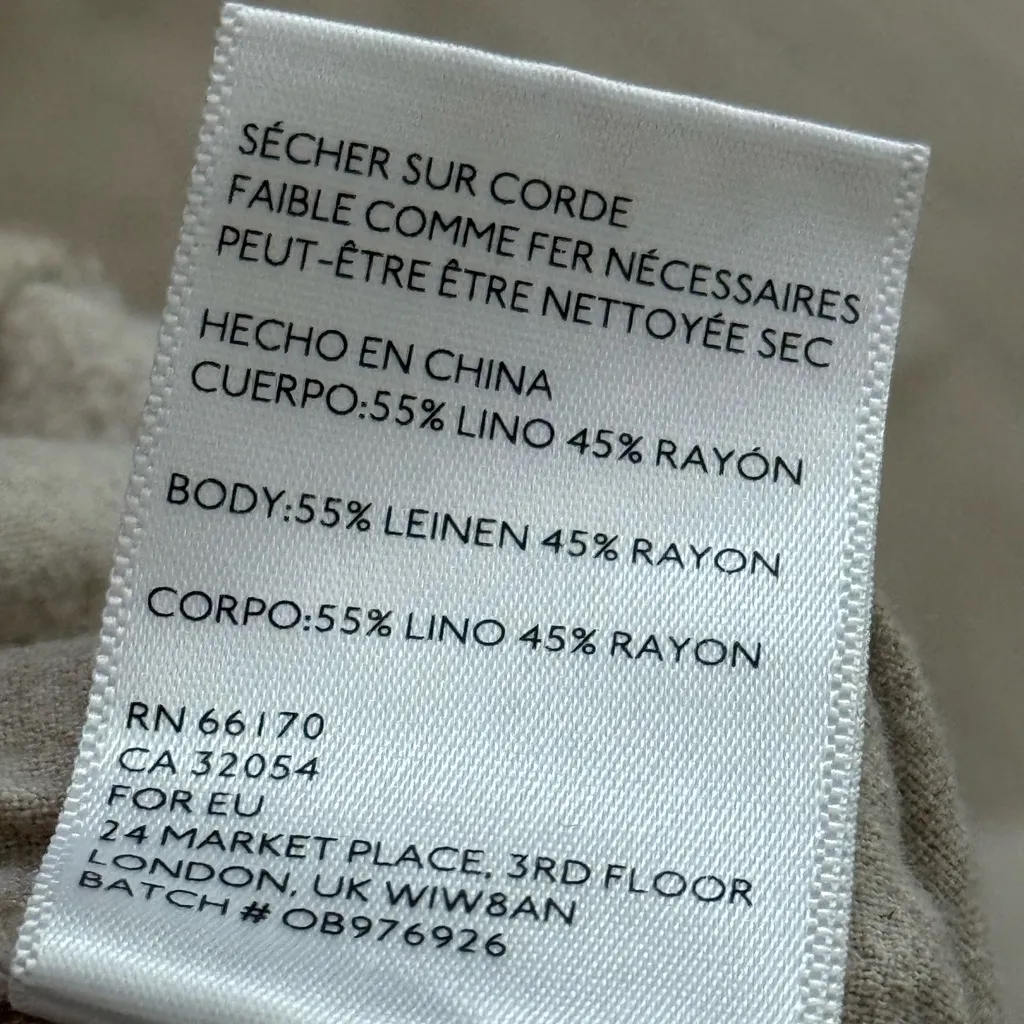 SÉCHER SUR CORDE
FAIBLE COMME FER NÉCESSAIRES
PEUT-ÊTRE ÊTRE NETTOYÉE SEC
HECHO EN CHINA
CUERPO:55% LINO 45% RAYÓN
BODY:55% LEINEN 45% RAYON
CORPO:55% LINO 45% RAYON
RN 66170
CA 32054
FOR EU
24 MARKET PLACE, 3RD FLOOR
LONDON, UK W1W8AN
BATCH # OB976926